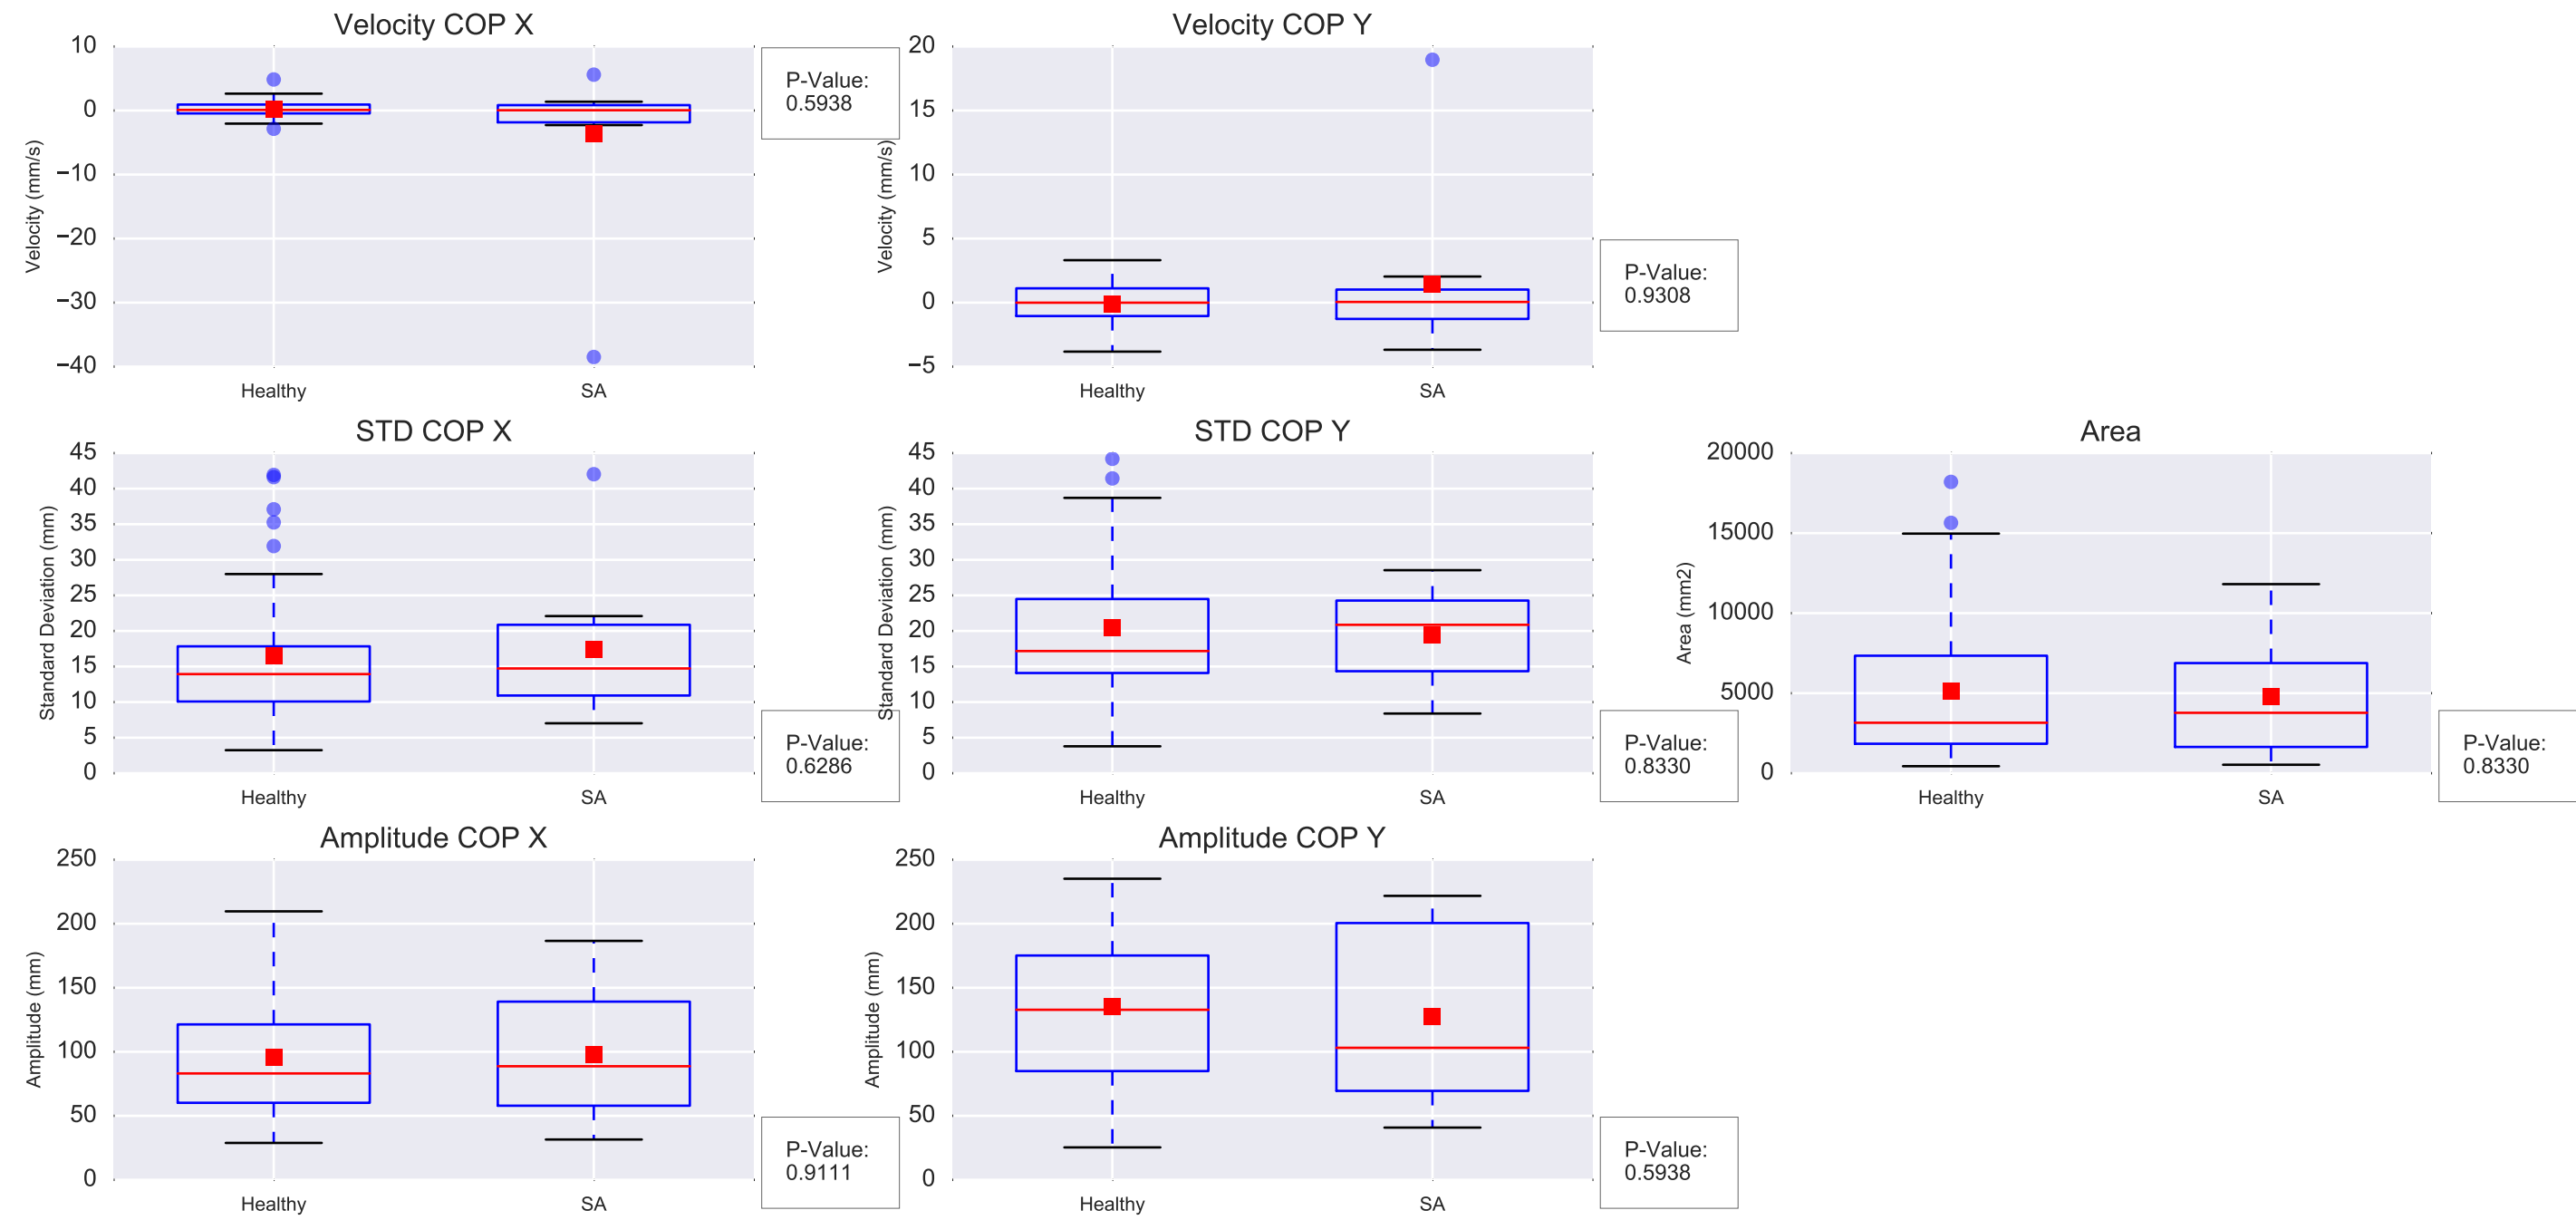 Velocity COP X
10
0
−10
−20
−30
−40
Velocity (mm/s)
Healthy
SA
P-Value:
0.5938
Velocity COP Y
20
15
10
5
0
−5
Velocity (mm/s)
Healthy
SA
P-Value:
0.9308
STD COP X
45
40
35
30
25
20
15
10
5
0
Standard Deviation (mm)
Healthy
SA
P-Value:
0.6286
STD COP Y
45
40
35
30
25
20
15
10
5
0
Standard Deviation (mm)
Healthy
SA
P-Value:
0.8330
Area
20000
15000
10000
5000
0
Area (mm2)
Healthy
SA
P-Value:
0.8330
Amplitude COP X
250
200
150
100
50
0
Amplitude (mm)
Healthy
SA
P-Value:
0.9111
Amplitude COP Y
250
200
150
100
50
0
Amplitude (mm)
Healthy
SA
P-Value:
0.5938